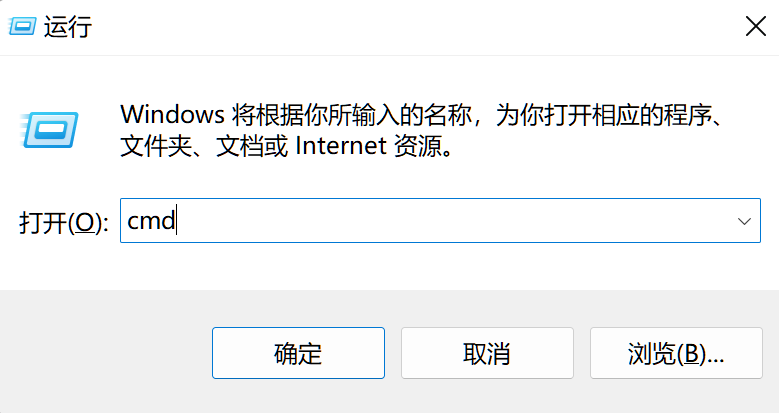 运行
Windows 将根据你所输入的名称，为你打开相应的程序、
文件夹、文档或 Internet 资源。
打开(O): cmd
确定 取消 浏览(B)...